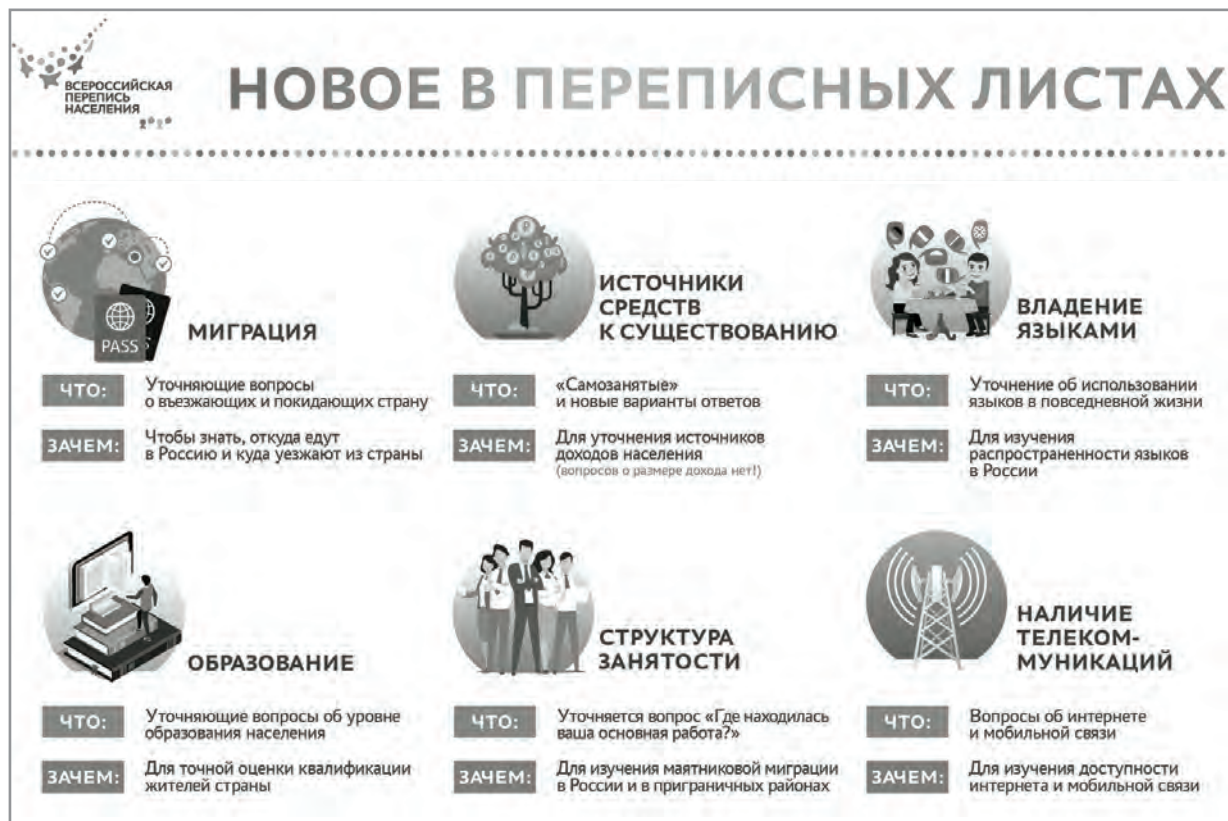 ВСЕРОССИЙСКАЯ
ПЕРЕПИСЬ
НАСЕЛЕНИЯ
НОВОЕ В ПЕРЕПИСНЫХ ЛИСТАХ
PASS
МИГРАЦИЯ
ЧТО:
Уточняющие вопросы
о въезжающих и покидающих страну
ЗАЧЕМ:
Чтобы знать, откуда едут
в Россию и куда уезжают из страны
ИСТОЧНИКИ
СРЕДСТВ
К СУЩЕСТВОВАНИЮ
ЧТО:
«Самозанятые»
и новые варианты ответов
ЗАЧЕМ:
Для уточнения источников
доходов населения
(вопросов о размере дохода нет!)
ВЛАДЕНИЕ
ЯЗЫКАМИ
ЧТО:
Уточнение об использовании
языков в повседневной жизни
ЗАЧЕМ:
Для изучения
распространенности языков
в России
ОБРАЗОВАНИЕ
ЧТО:
Уточняющие вопросы об уровне
образования населения
ЗАЧЕМ:
Для точной оценки квалификации
жителей страны
СТРУКТУРА
ЗАНЯТОСТИ
ЧТО:
Уточняется вопрос «Где находилась
ваша основная работа?»
ЗАЧЕМ:
Для изучения маятниковой миграции
в России и в приграничных районах
НАЛИЧИЕ
ТЕЛЕКОМ-
МУНИКАЦИЙ
ЧТО:
Вопросы об интернете
и мобильной связи
ЗАЧЕМ:
Для изучения доступности
интернета и мобильной связи